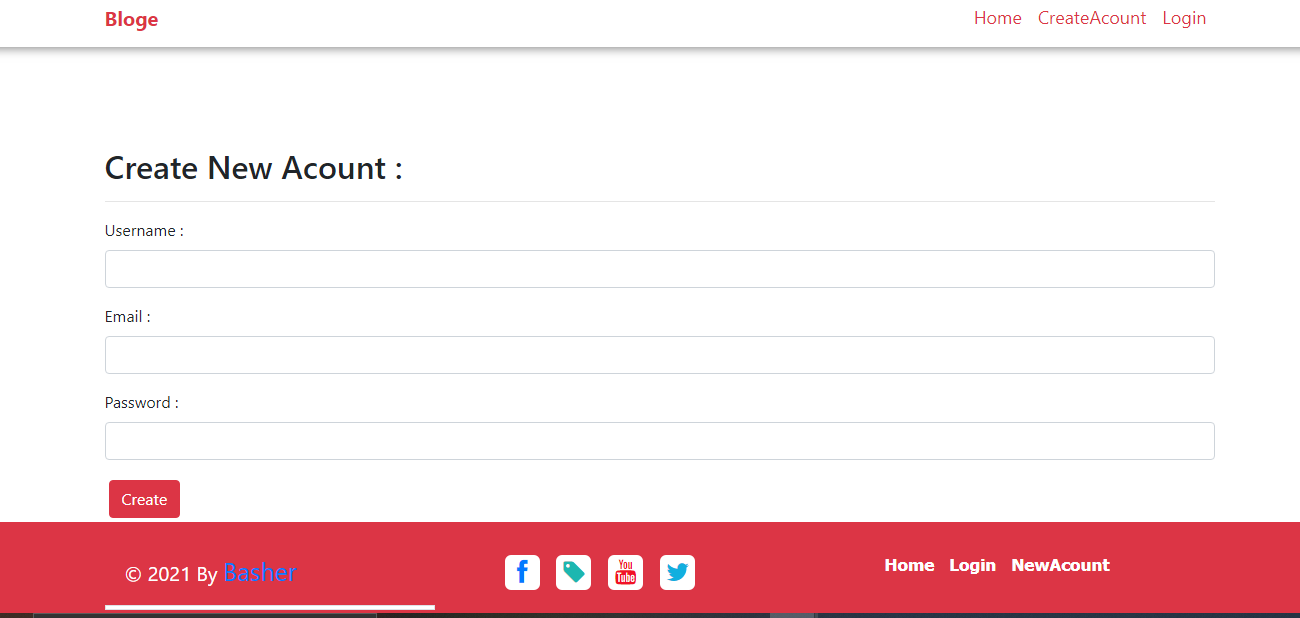 Bloge
Home CreateAcount Login
Create New Acount :
Username :
Email :
Password :
Create
© 2021 By Basher
f
You
Tube
Home Login NewAcount